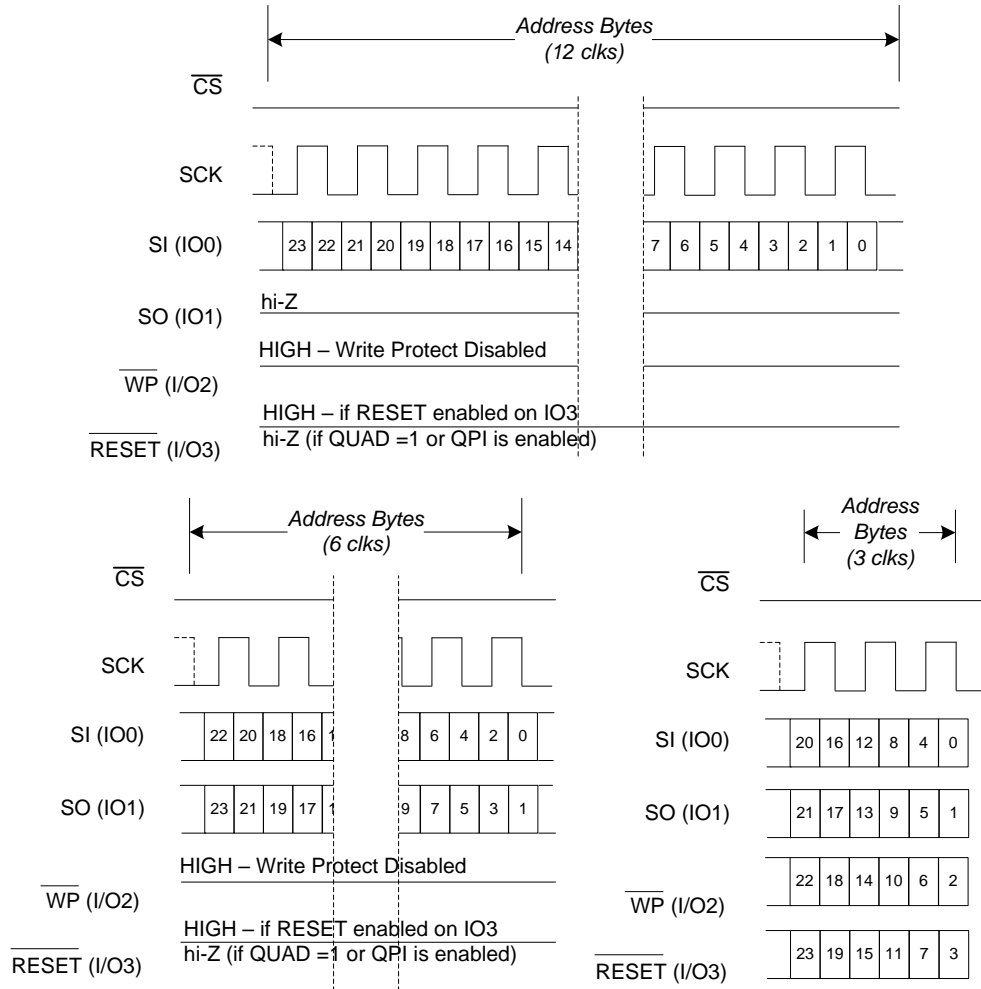 Address Bytes
(12 clks)
CS
SCK
SI (IO0)
23 22 21 20 19 18 17 16 15 14 7 6 5 4 3 2 1 0
SO (IO1)
hi-Z
HIGH – Write Protect Disabled
WP (I/O2)
HIGH – if RESET enabled on IO3
hi-Z (if QUAD =1 or QPI is enabled)
RESET (I/O3)
Address Bytes
(6 clks)
CS
SCK
SI (IO0)
22 20 18 16 1 8 6 4 2 0
SO (IO1)
23 21 19 17 1 9 7 5 3 1
HIGH – Write Protect Disabled
WP (I/O2)
HIGH – if RESET enabled on IO3
hi-Z (if QUAD =1 or QPI is enabled)
RESET (I/O3)
Address
Bytes
(3 clks)
CS
SCK
SI (IO0)
20 16 12 8 4 0
SO (IO1)
21 17 13 9 5 1
WP (I/O2)
22 18 14 10 6 2
RESET (I/O3)
23 19 15 11 7 3